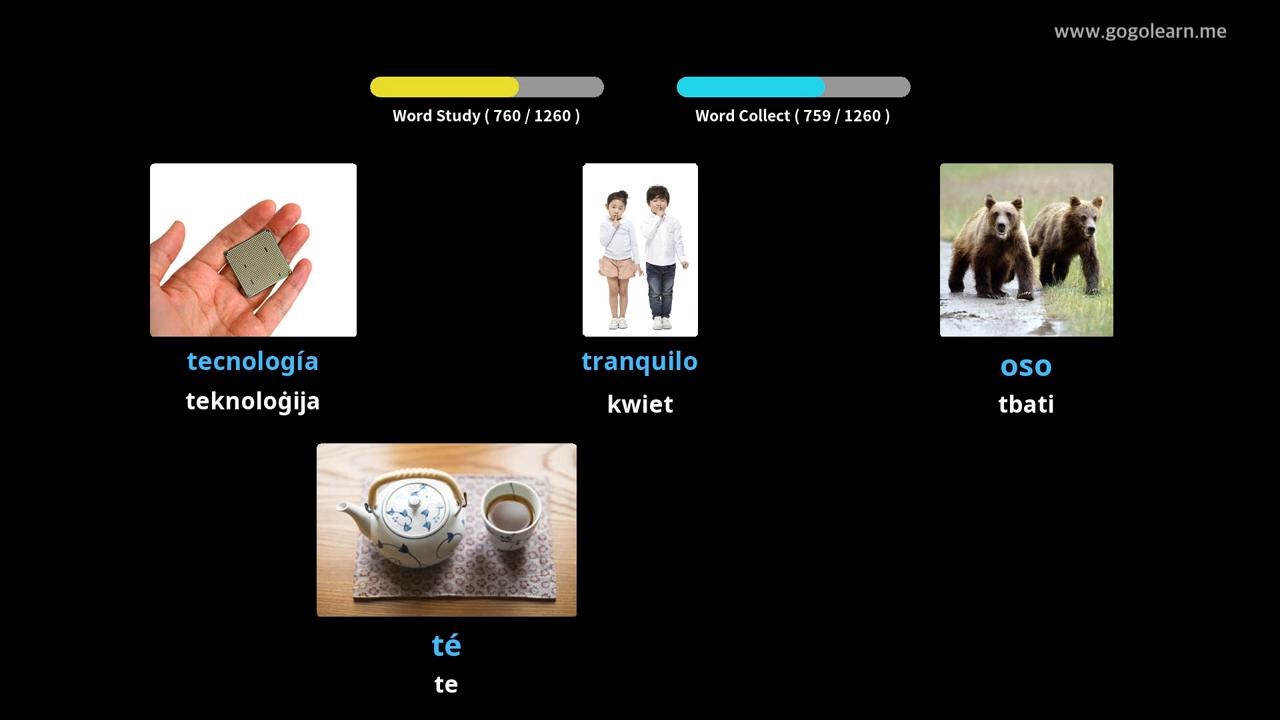 www.gogolearn.me
Word Study ( 760 / 1260 )
Word Collect ( 759 / 1260 )
tecnología
teknoloġija
tranquilo
kwiet
oso
tbati
té
te